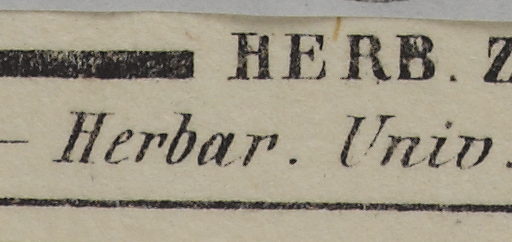 HERB. Z
— Herbar. Univ.